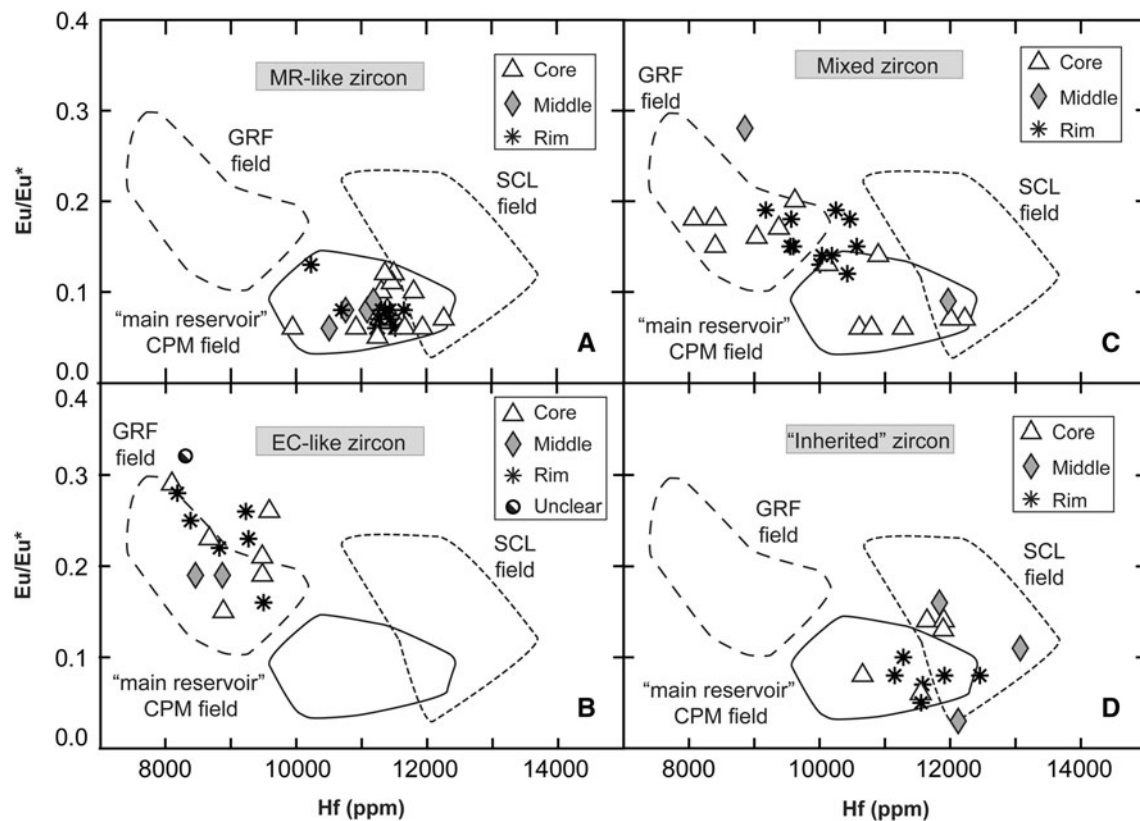 0.4
0.3
0.2
0.1
0.0
Eu/Eu*
MR-like zircon
Core
Middle
Rim
GRF
field
SCL
field
“main reservoir”
CPM field
A
Mixed zircon
Core
Middle
Rim
GRF
field
SCL
field
“main reservoir”
CPM field
C
0.4
0.3
0.2
0.1
0.0
Eu/Eu*
EC-like zircon
Core
Middle
Rim
Unclear
GRF
field
SCL
field
“main reservoir”
CPM field
B
“Inherited” zircon
Core
Middle
Rim
GRF
field
SCL
field
“main reservoir”
CPM field
D
8000 10000 12000 14000
8000 10000 12000 14000
Hf (ppm)
Hf (ppm)